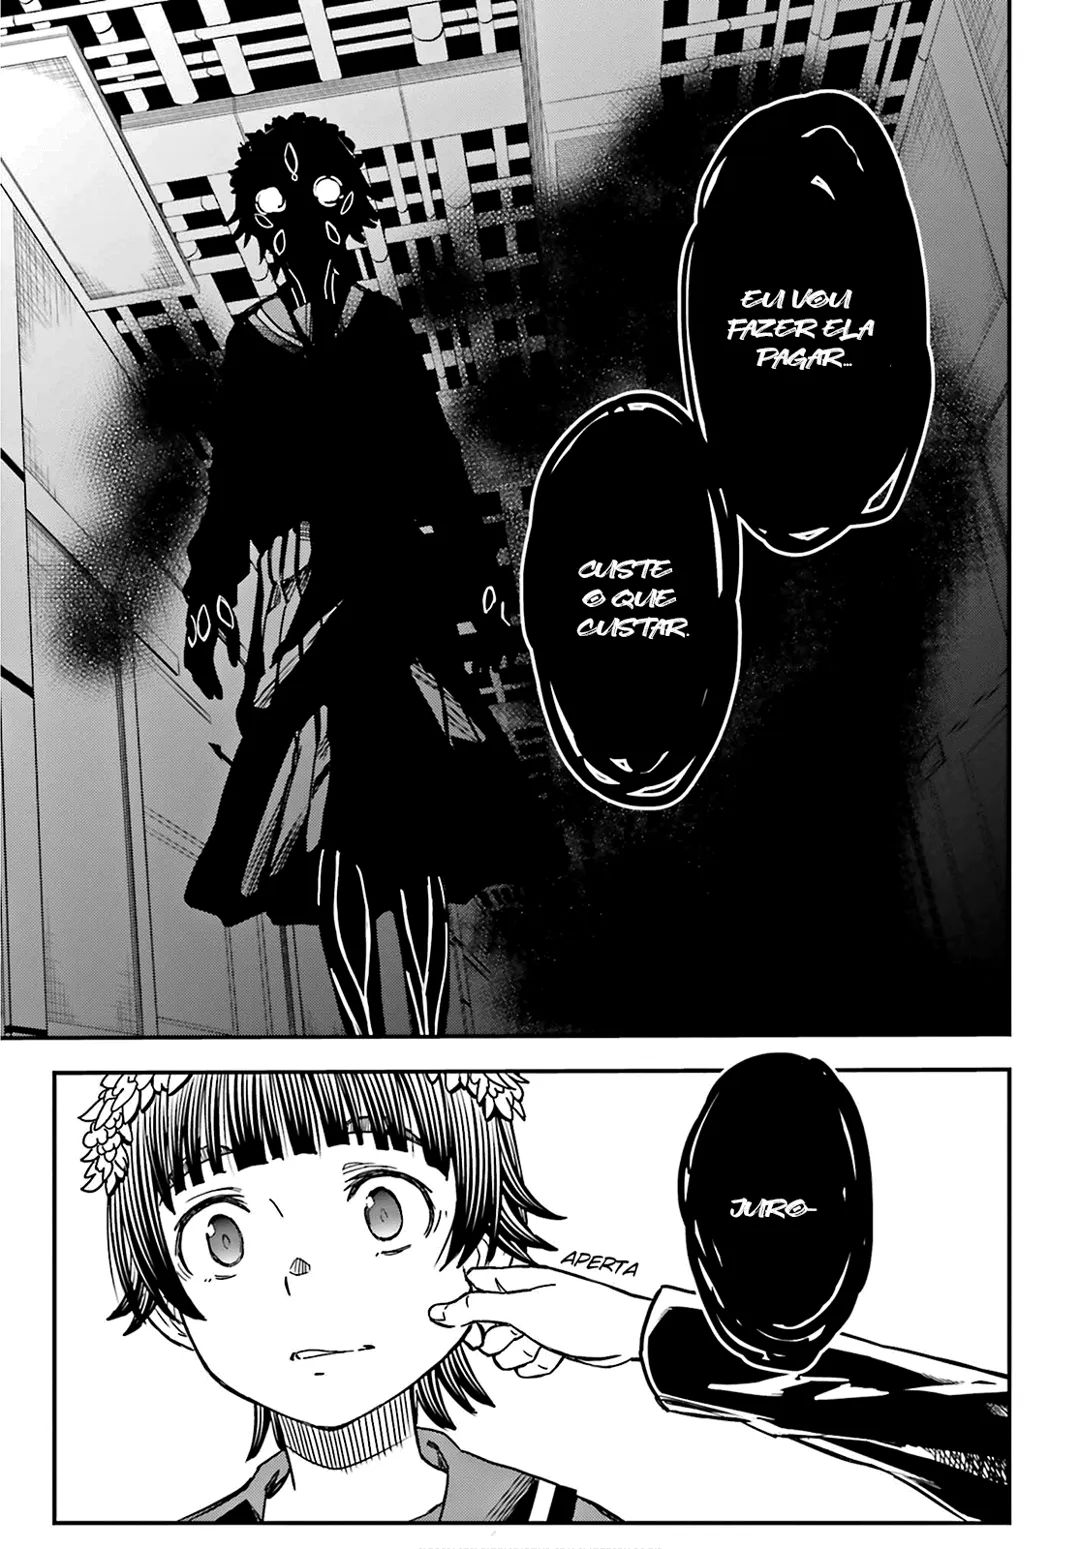 EU VOU
FAZER ELA
PAGAR...
CUSTE
O QUE
CUSTAR.
JURO-
APERTA